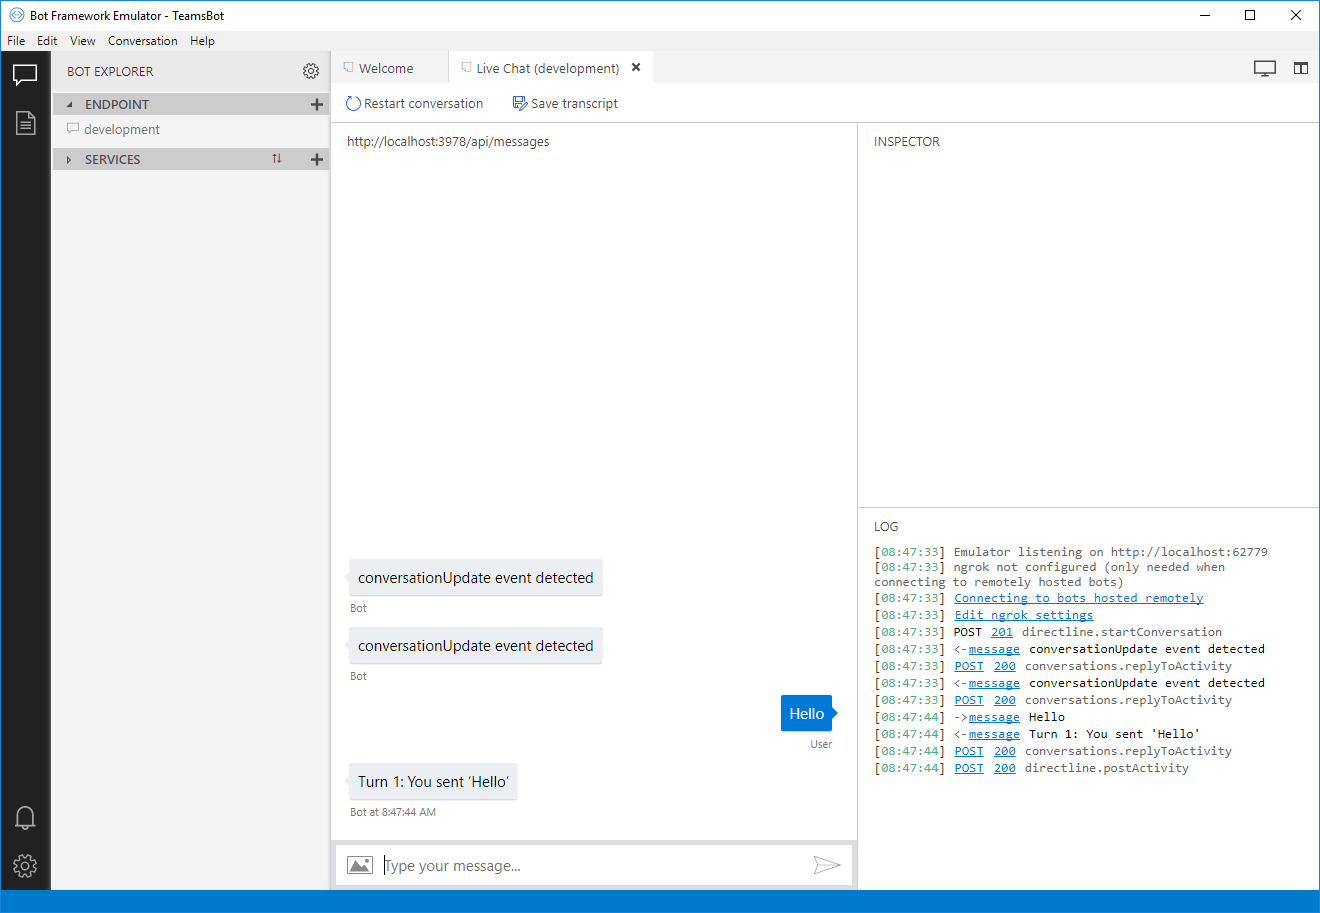 Bot Framework Emulator - TeamsBot
File Edit View Conversation Help
BOT EXPLORER
ENDPOINT
development
SERVICES
Welcome
Live Chat (development)
Restart conversation
Save transcript
http://localhost:3978/api/messages
conversationUpdate event detected
Bot
conversationUpdate event detected
Bot
Hello
User
Turn 1: You sent ‘Hello’
Bot at 8:47:44 AM
Type your message...
INSPECTOR
LOG
[08:47:33] Emulator listening on http://localhost:62779
[08:47:33] ngrok not configured (only needed when
connecting to remotely hosted bots)
[08:47:33] Connecting to bots hosted remotely
[08:47:33] Edit ngrok settings
[08:47:33] POST 201 directline.startConversation
[08:47:33] <-message conversationUpdate event detected
[08:47:33] POST 200 conversations.replyToActivity
[08:47:33] <-message conversationUpdate event detected
[08:47:33] POST 200 conversations.replyToActivity
[08:47:44] ->message Hello
[08:47:44] <-message Turn 1: You sent 'Hello'
[08:47:44] POST 200 conversations.replyToActivity
[08:47:44] POST 200 directline.postActivity